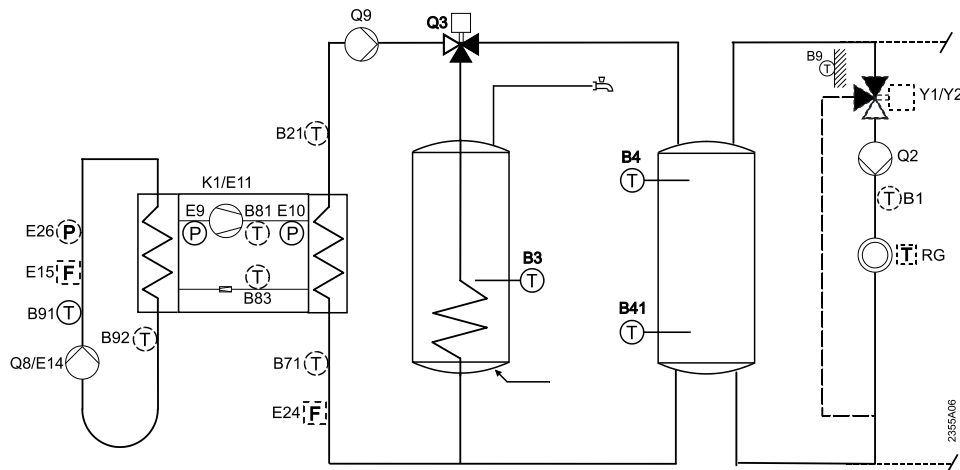 Q9
Q3
B9
T
Y1/Y2
B21
T
Q2
K1/E11
B4
T
E9
B81
E10
T
B1
E26
P
P
T
P
E15
F
T
B3
T
T
RG
B83
B91
T
B41
T
B92
T
Q8/E14
B71
T
E24
F
2355A06